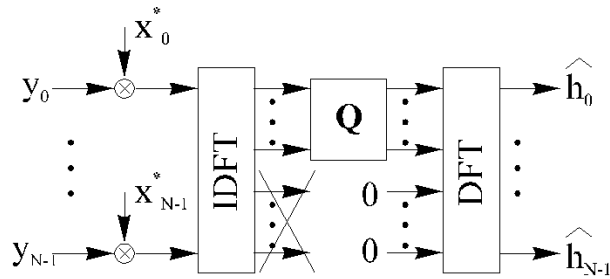 x*0
y0
IDFT
Q
DFT
ĥ0
x*N-1
0
yN-1
0
ĥN-1